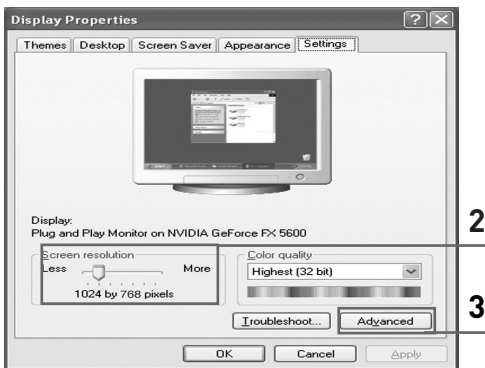 Display Properties
Themes Desktop Screen Saver Appearance Settings
Display:
Plug and Play Monitor on NVIDIA GeForce FX 5600
Screen resolution
Less More
1024 by 768 pixels
Color quality
Highest (32 bit)
2
Troubleshoot... Advanced
3
OK Cancel Apply